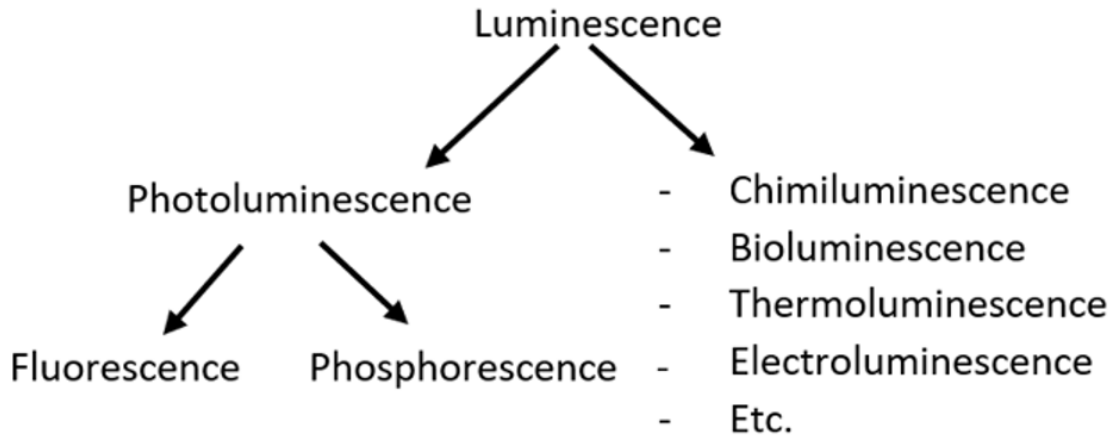 Luminescence
Photoluminescence
Fluorescence
Phosphorescence
- Chimiluminescence
- Bioluminescence
- Thermoluminescence
- Electroluminescence
- Etc.